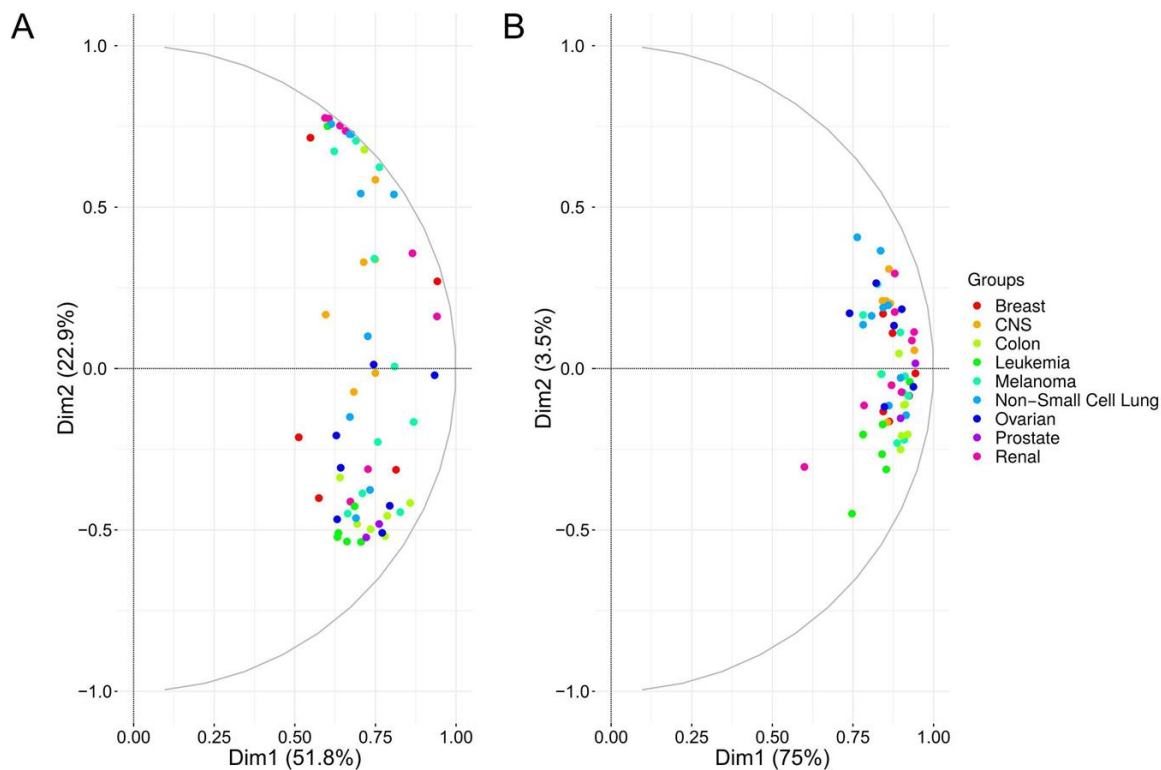 A
1.0
0.5
0.0
−0.5
−1.0
Dim2 (22.9%)
0.00 0.25 0.50 0.75 1.00
Dim1 (51.8%)
B
1.0
0.5
0.0
−0.5
−1.0
Dim2 (3.5%)
0.00 0.25 0.50 0.75 1.00
Dim1 (75%)
Groups
Breast
CNS
Colon
Leukemia
Melanoma
Non−Small Cell Lung
Ovarian
Prostate
Renal